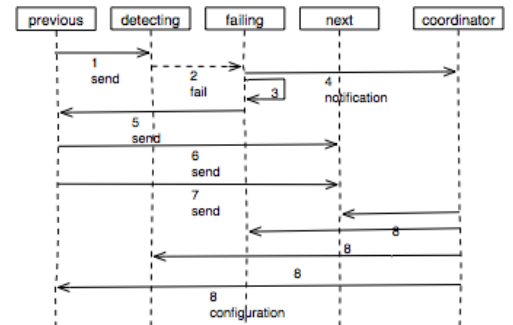 previous detecting failing next coordinator
1
send
2
fail
3
4
notification
5
send
6
send
7
send
8
8
8
8
configuration